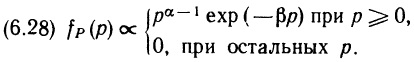 (6.28) f_P (p) ∝ { p^{α−1} exp (−βp) при p ⩾ 0,
0, при остальных p.